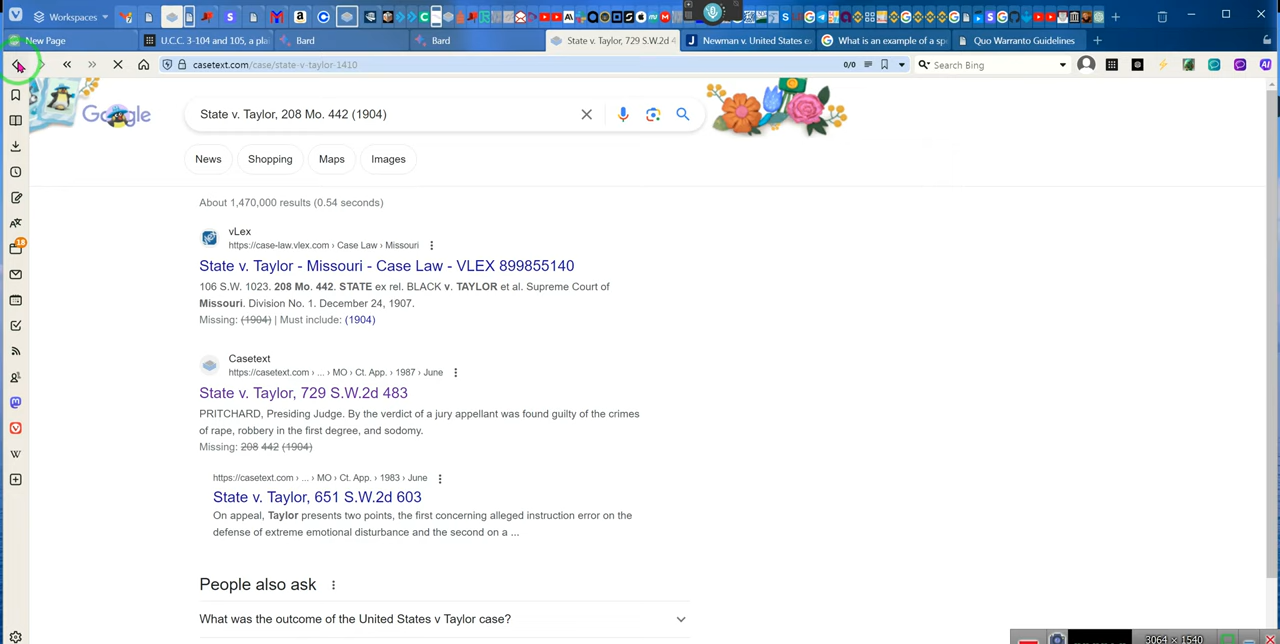 Workspaces
New Page
U.C.C. 3-104 and 105, a pla
Bard
Bard
State v. Taylor, 729 S.W.2d 4
Newman v. United States e
What is an example of a sp
Quo Warranto Guidelines
casetext.com/case/state-v-taylor-1410
0/0
Search Bing
Google
State v. Taylor, 208 Mo. 442 (1904)
News
Shopping
Maps
Images
About 1,470,000 results (0.54 seconds)
vLex
https://case-law.vlex.com › Case Law › Missouri
State v. Taylor - Missouri - Case Law - VLEX 899855140
106 S.W. 1023. 208 Mo. 442. STATE ex rel. BLACK v. TAYLOR et al. Supreme Court of
Missouri. Division No. 1. December 24, 1907.
Missing: (1904) | Must include: (1904)
Casetext
https://casetext.com › ... › MO › Ct. App. › 1987 › June
State v. Taylor, 729 S.W.2d 483
PRITCHARD, Presiding Judge. By the verdict of a jury appellant was found guilty of the crimes
of rape, robbery in the first degree, and sodomy.
Missing: 208 442 (1904)
https://casetext.com › ... › MO › Ct. App. › 1983 › June
State v. Taylor, 651 S.W.2d 603
On appeal, Taylor presents two points, the first concerning alleged instruction error on the
defense of extreme emotional disturbance and the second on a ...
People also ask
What was the outcome of the United States v Taylor case?
18
3064 × 1540